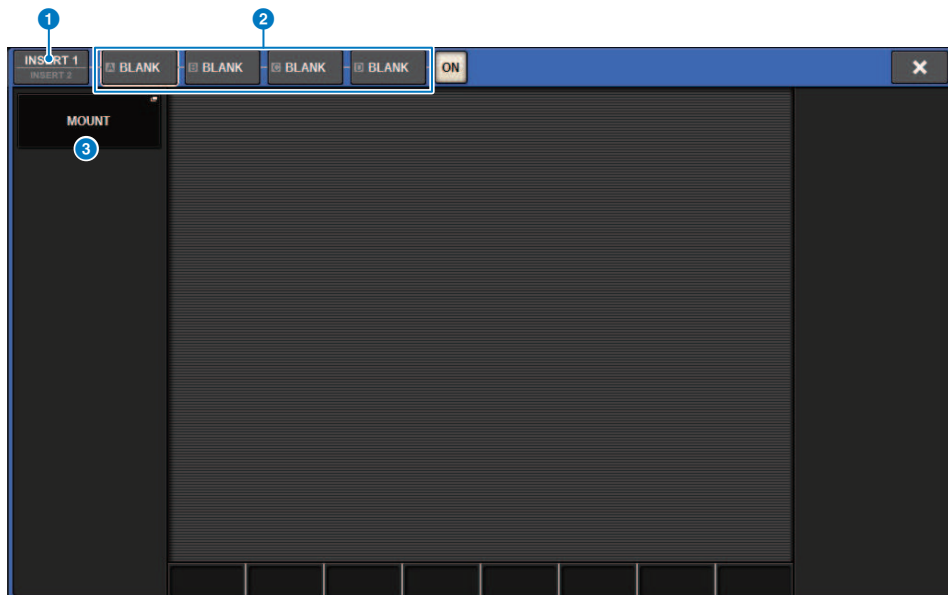 1 2
INSERT 1 A BLANK B BLANK C BLANK D BLANK ON
INSERT 2
MOUNT
3